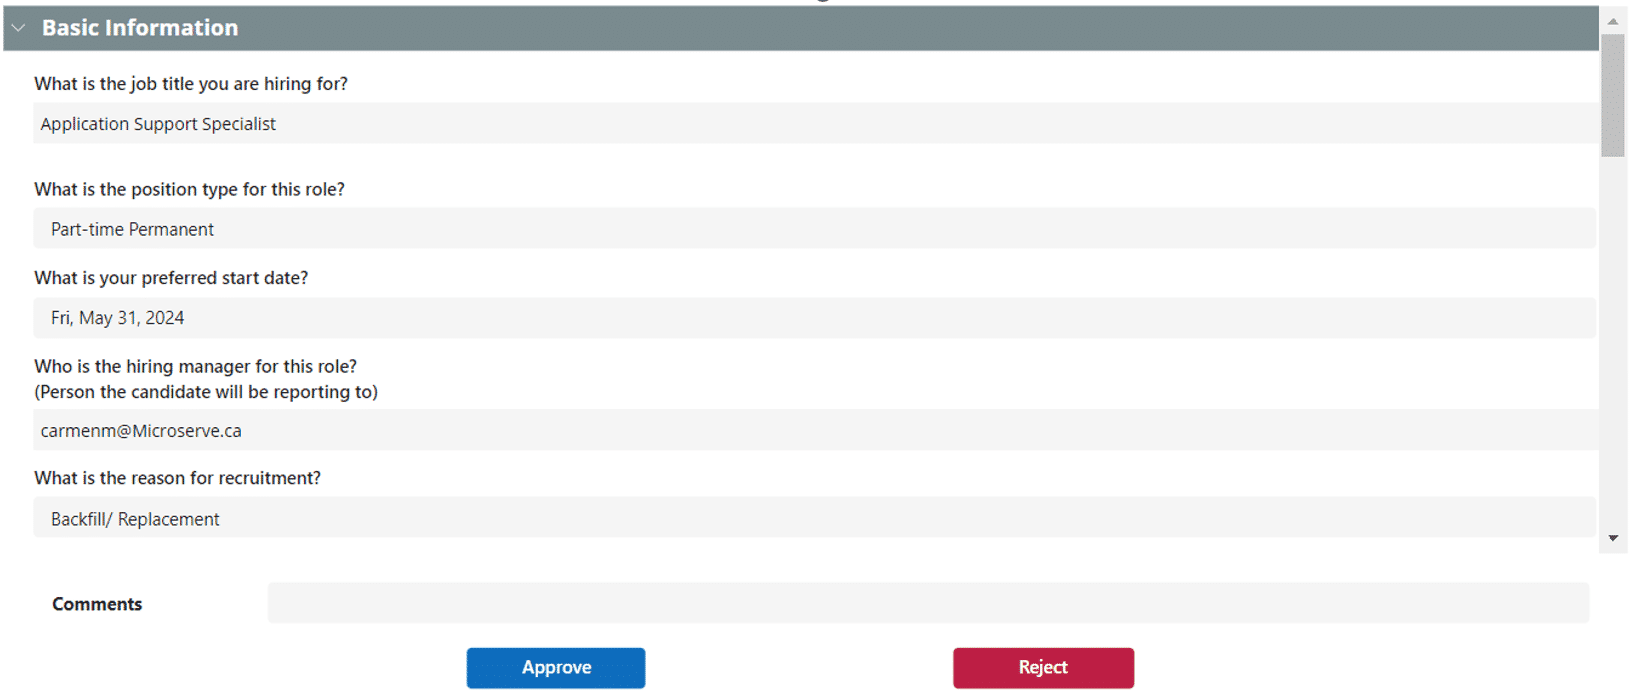 Basic Information
What is the job title you are hiring for?
Application Support Specialist
What is the position type for this role?
Part-time Permanent
What is your preferred start date?
Fri, May 31, 2024
Who is the hiring manager for this role?
(Person the candidate will be reporting to)
carmenm@Microserve.ca
What is the reason for recruitment?
Backfill/ Replacement
Comments
Approve
Reject